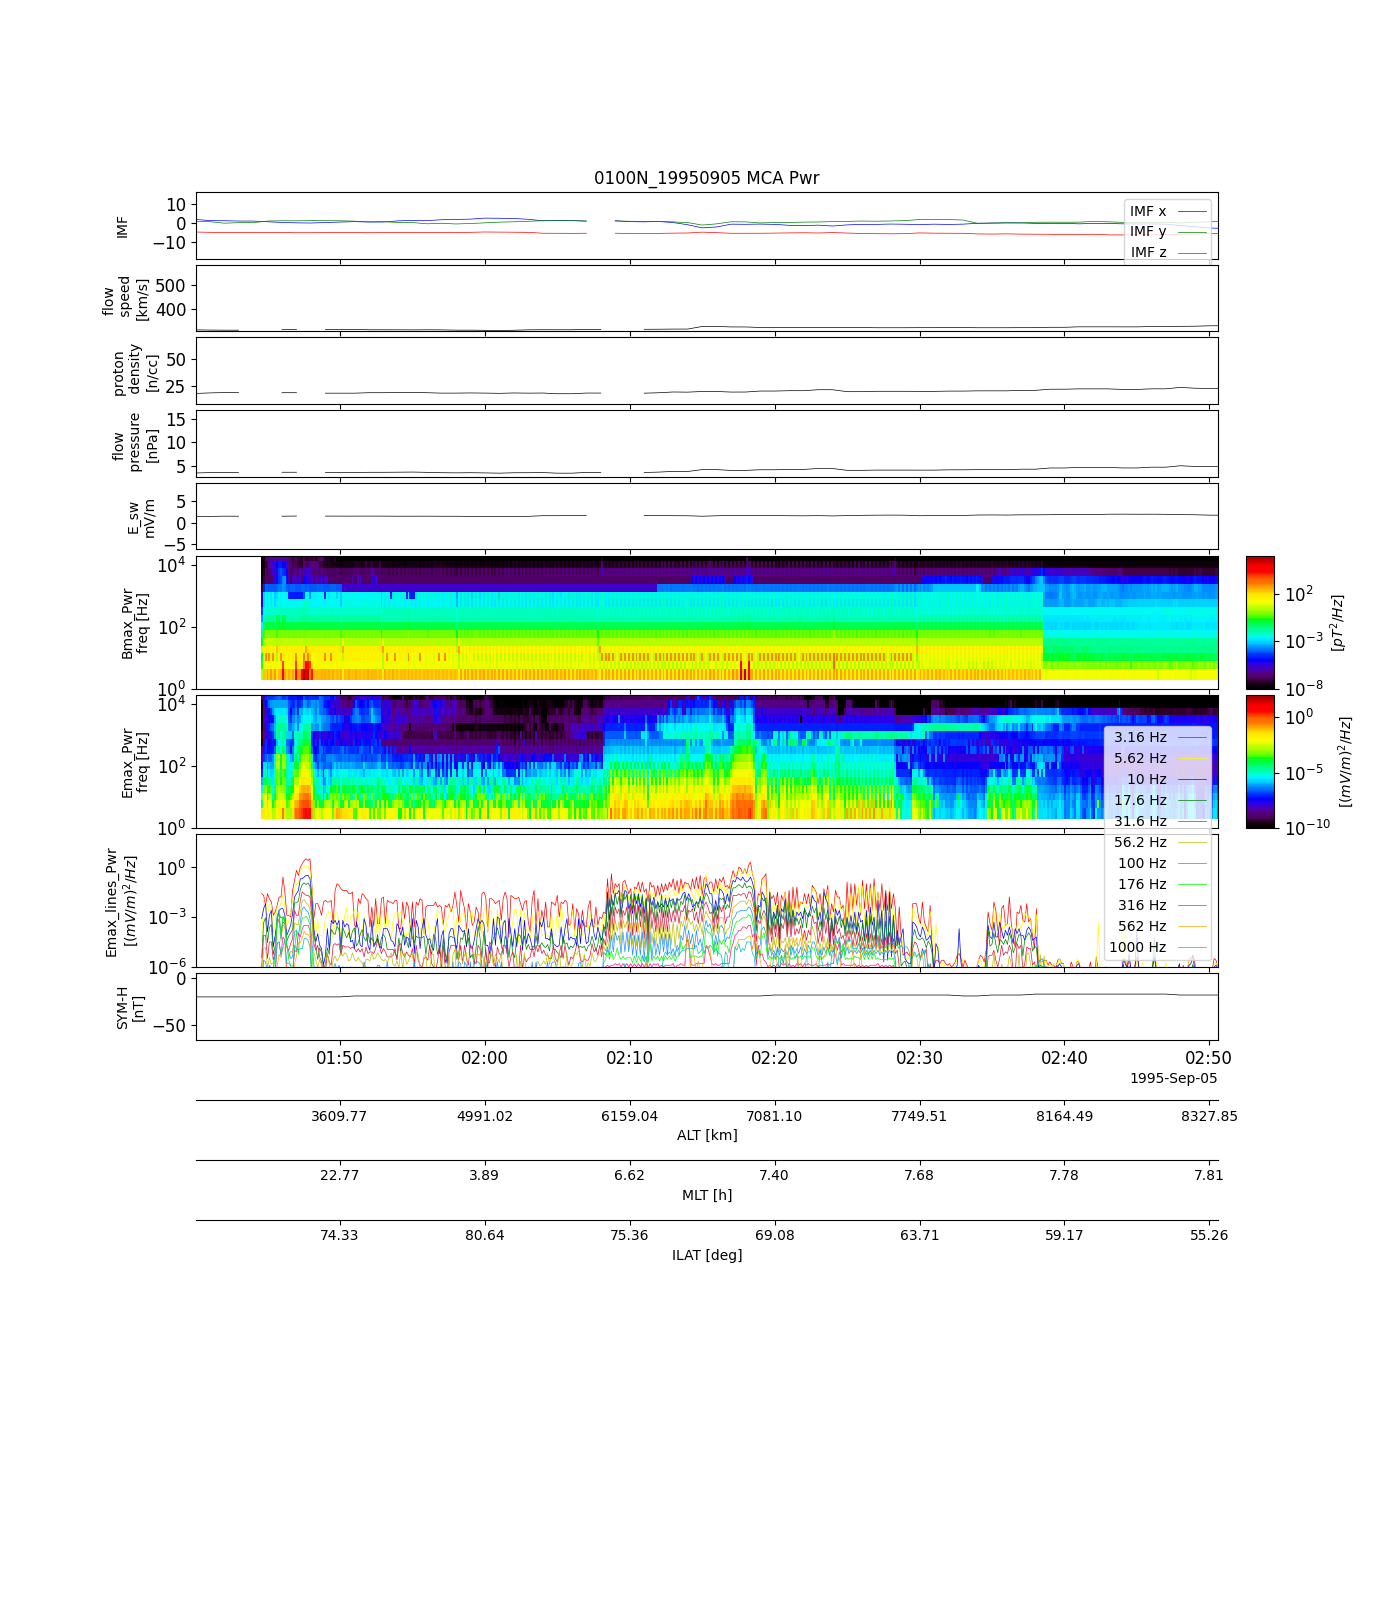 0100N_19950905 MCA Pwr
10
0
−10
IMF
IMF x
IMF y
IMF z
500
400
flow
speed
[km/s]
50
25
proton
density
[n/cc]
15
10
5
flow
pressure
[nPa]
5
0
−5
E_sw
mV/m
10^4
10^2
10^0
Bmax_Pwr
freq [Hz]
10^2
10^−3
10^−8
[pT^2/Hz]
10^4
10^2
10^0
Emax_Pwr
freq [Hz]
10^0
10^−5
10^−10
[(mV/m)^2/Hz]
3.16 Hz
5.62 Hz
10 Hz
17.6 Hz
31.6 Hz
56.2 Hz
100 Hz
176 Hz
316 Hz
562 Hz
1000 Hz
10^0
10^−3
10^−6
Emax_lines_Pwr
[(mV/m)^2/Hz]
0
−50
SYM-H
[nT]
01:50 02:00 02:10 02:20 02:30 02:40 02:50
1995-Sep-05
3609.77 4991.02 6159.04 7081.10 7749.51 8164.49 8327.85
ALT [km]
22.77 3.89 6.62 7.40 7.68 7.78 7.81
MLT [h]
74.33 80.64 75.36 69.08 63.71 59.17 55.26
ILAT [deg]